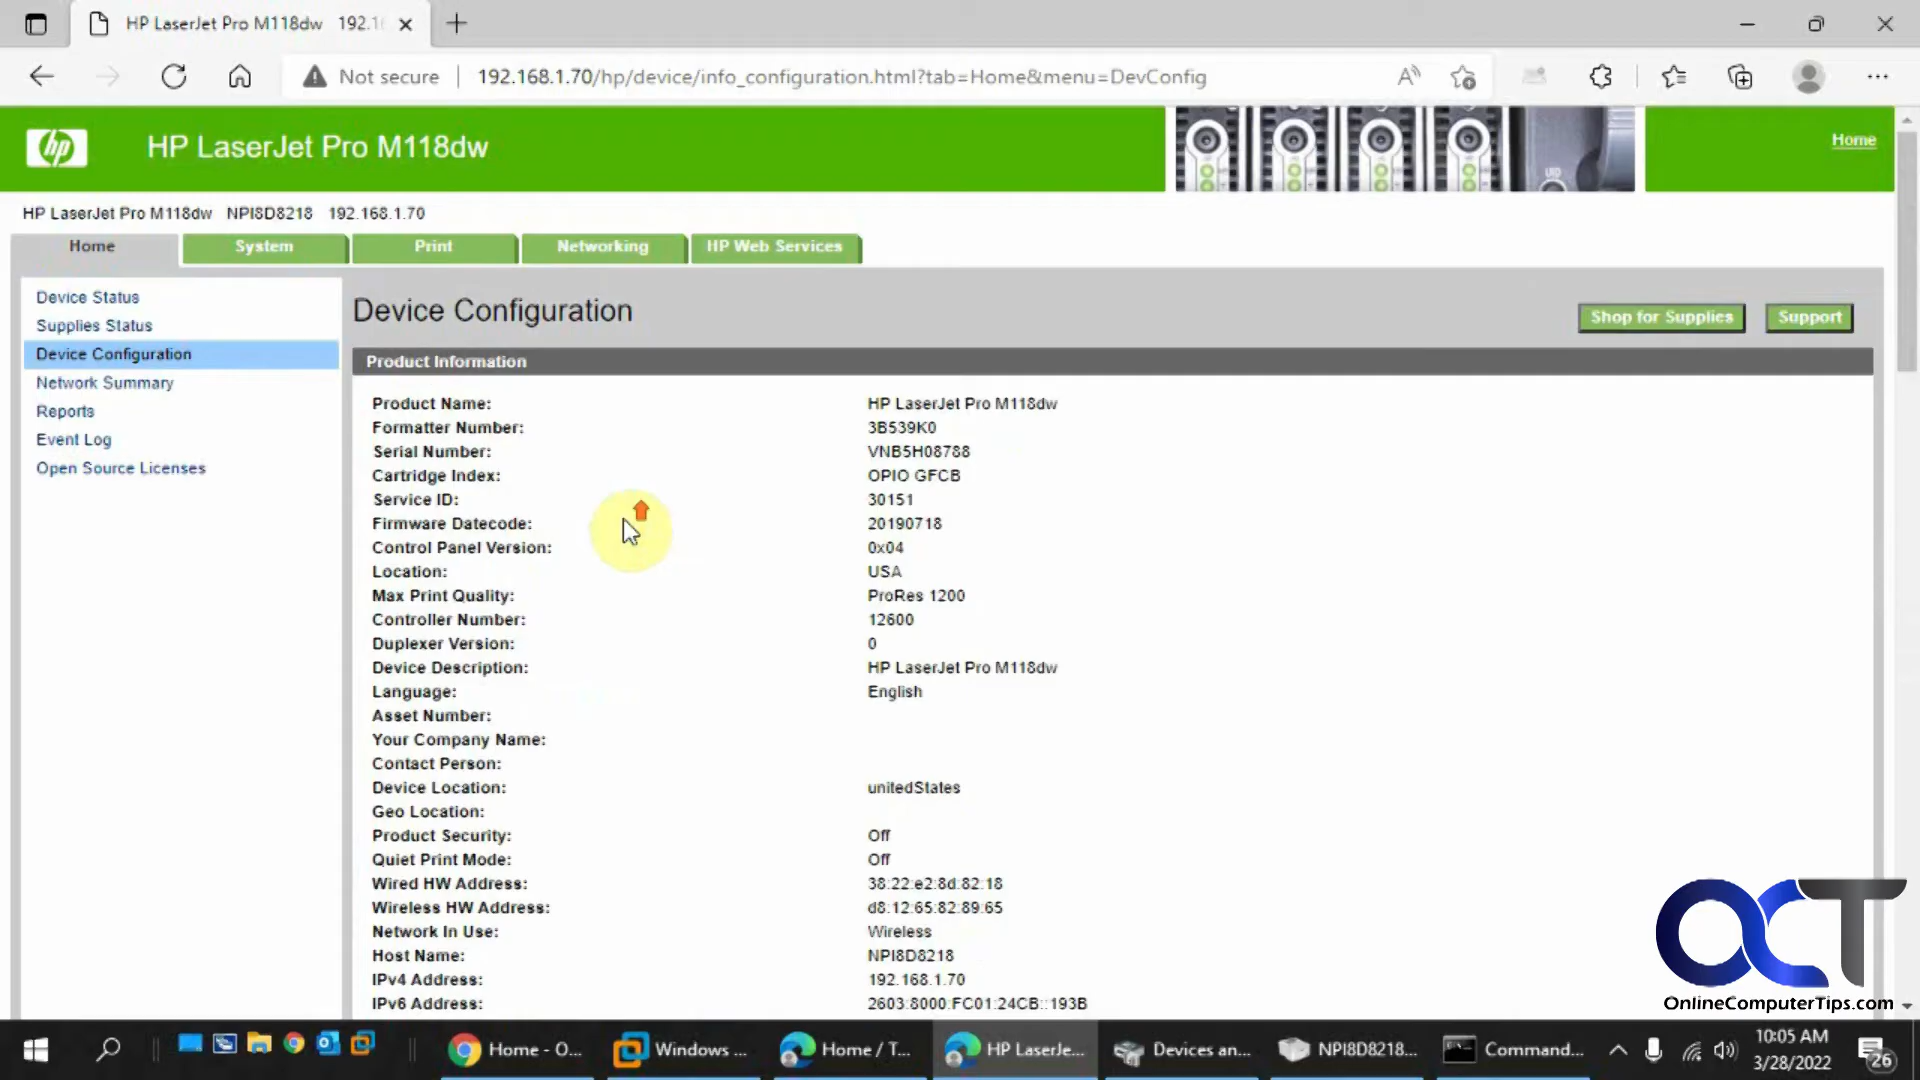 HP LaserJet Pro M118dw 192.1
Not secure 192.168.1.70/hp/device/info_configuration.html?tab=Home&menu=DevConfig
hp HP LaserJet Pro M118dw
UID
Home
HP LaserJet Pro M118dw NPI8D8218 192.168.1.70
Home System Print Networking HP Web Services
Device Status
Supplies Status
Device Configuration
Network Summary
Reports
Event Log
Open Source Licenses
Device Configuration
Shop for Supplies Support
Product Information
Product Name: HP LaserJet Pro M118dw
Formatter Number: 3B539K0
Serial Number: VNB5H08788
Cartridge Index: OPIO GFCB
Service ID: 30151
Firmware Datecode: 20190718
Control Panel Version: 0x04
Location: USA
Max Print Quality: ProRes 1200
Controller Number: 12600
Duplexer Version: 0
Device Description: HP LaserJet Pro M118dw
Language: English
Asset Number:
Your Company Name:
Contact Person:
Device Location: unitedStates
Geo Location:
Product Security: Off
Quiet Print Mode: Off
Wired HW Address: 38:22:e2:8d:82:18
Wireless HW Address: d8:12:65:82:89:65
Network In Use: Wireless
Host Name: NPI8D8218
IPv4 Address: 192.168.1.70
IPv6 Address: 2603:8000:FC01:24CB::193B
OCT
OnlineComputerTips.com
Home - O... Windows ... Home / T... HP LaserJe... Devices an... NPI8D8218... Command...
10:05 AM
3/28/2022
26